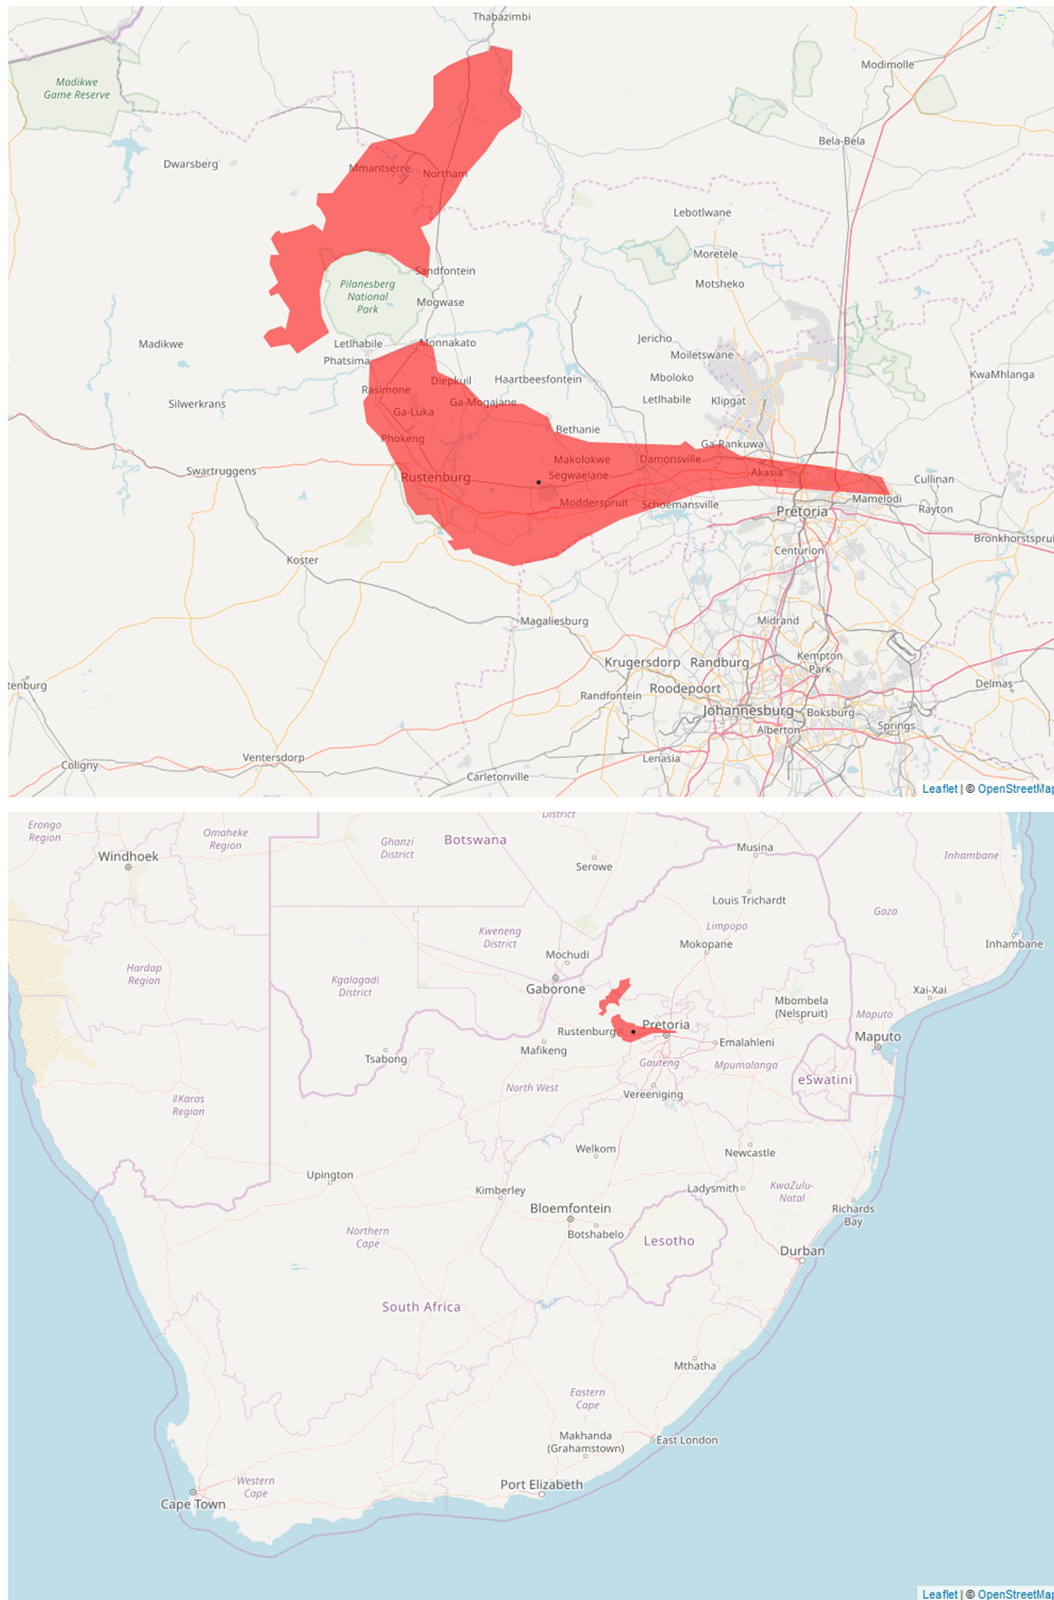 Thabazimbi
Madikwe
Game Reserve
Modimolle
Bela-Bela
Dwarsberg
Mmantserre
Northam
Lebotlwane
Moretele
Sandfontein
Pilanesberg
National
Park
Motsheko
Mogwase
Madikwe
Letlhabile
Monnakato
Jericho
Moiletswane
Phatsima
KwaMhlanga
Rasimone
Diepkuil
Haartbeesfontein
Mboloko
Silwerkrans
Ga-Mogajane
Letlhabile
Klipgat
Ga-Luka
Bethanie
Phokeng
Ga-Rankuwa
Makolokwe
Damonsville
Swartruggens
Rustenburg
Segwaelane
Akasia
Cullinan
Mamelodi
Modderspruit
Schoemansville
Pretoria
Rayton
Bronkhorstsprui
Centurion
Koster
Magaliesburg
Midrand
Krugersdorp
Randburg
Kempton
Park
tenburg
Roodepoort
Delmas
Randfontein
Johannesburg
Boksburg
Springs
Alberton
Coligny
Ventersdorp
Lenasia
Carletonville
Leaflet | © OpenStreetMap
Erongo
Region
Omaheke
Region
Ghanzi
District
Botswana
District
Musina
Windhoek
Serowe
Inhambane
Louis Trichardt
Gaza
Limpopo
Kweneng
District
Mokopane
Inhambane
Mochudi
Hardap
Region
Kgalagadi
District
Gaborone
Xai-Xai
Mbombela
(Nelspruit)
Maputo
Rustenburg
Pretoria
Maputo
Emalahleni
Mafikeng
Tsabong
Gauteng
Mpumalanga
eSwatini
North West
ǁKaras
Region
Vereeniging
Welkom
Newcastle
Upington
Kimberley
Ladysmith
KwaZulu-
Natal
Bloemfontein
Richards
Bay
Northern
Cape
Botshabelo
Lesotho
Durban
South Africa
Mthatha
Eastern
Cape
Makhanda
(Grahamstown)
East London
Western
Cape
Port Elizabeth
Cape Town
Leaflet | © OpenStreetMap